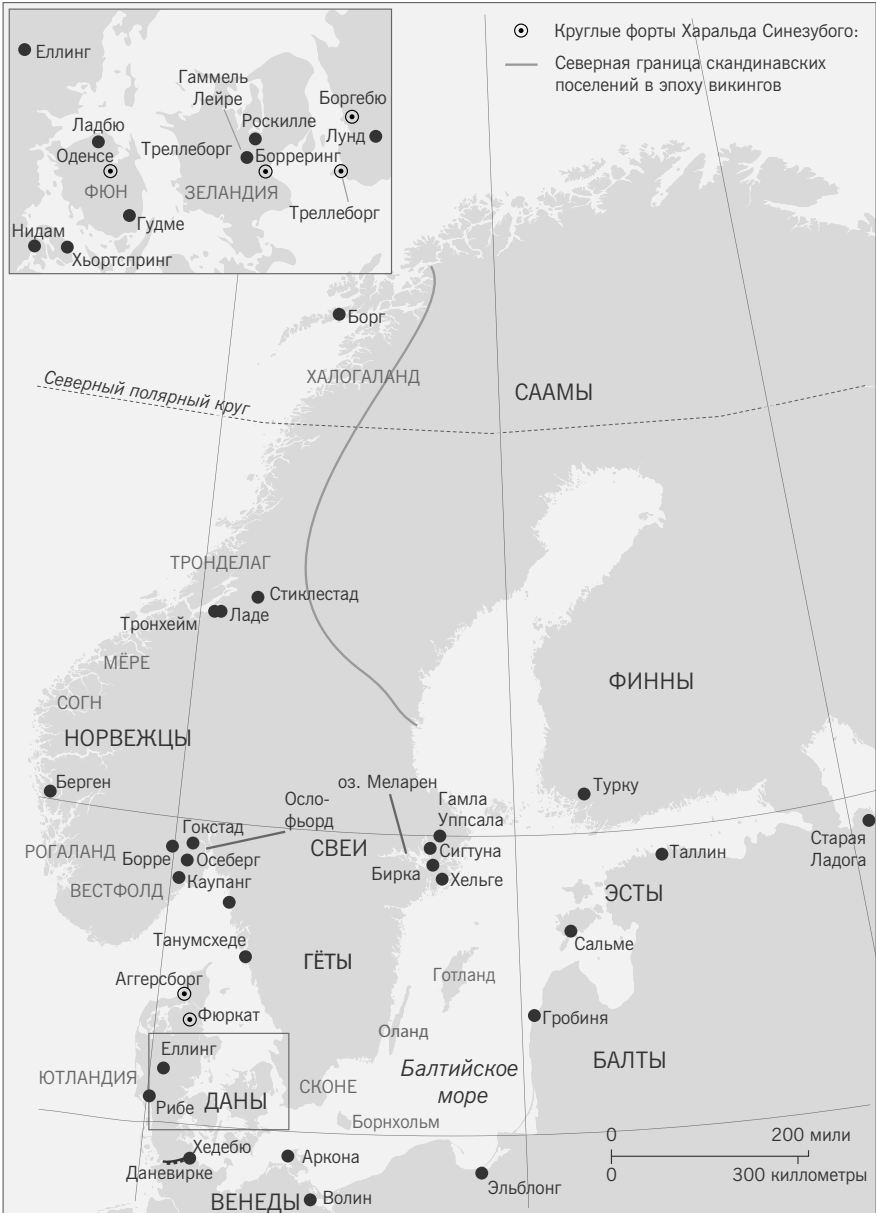 Круглые форты Харальда Синезубого:
Северная граница скандинавских
поселений в эпоху викингов
Еллинг
Гаммель
Лейре
Боргебю
Ладбю
Роскилле
Лунд
Оденсе
Треллеборг
Борреринг
ФЮН
ЗЕЛАНДИЯ
Треллеборг
Гудме
Нидам
Хьортспринг
Борг
ХАЛОГАЛАНД
СААМЫ
Северный полярный круг
ТРОНДЕЛАГ
Стиклестад
Тронхейм
Ладе
МЁРЕ
ФИННЫ
СОГН
НОРВЕЖЦЫ
Берген
оз. Меларен
Турку
Осло-
фьорд
Гамла
Уппсала
Гокстад
СВЕИ
Старая
Ладога
РОГАЛАНД
Борре
Осеберг
Сигтуна
Таллин
Бирка
Каупанг
Хельге
ВЕСТФОЛД
ЭСТЫ
Танумсхеде
Сальме
ГЁТЫ
Готланд
Аггерсборг
Фюркат
Гробиня
Оланд
Еллинг
БАЛТЫ
ЮТЛАНДИЯ
Балтийское
море
СКОНЕ
ДАНЫ
Рибе
Борнхольм
Хедебю
0 200 мили
Даневирке
Аркона
0 300 киллометры
Эльблонг
ВЕНЕДЫ
Волин